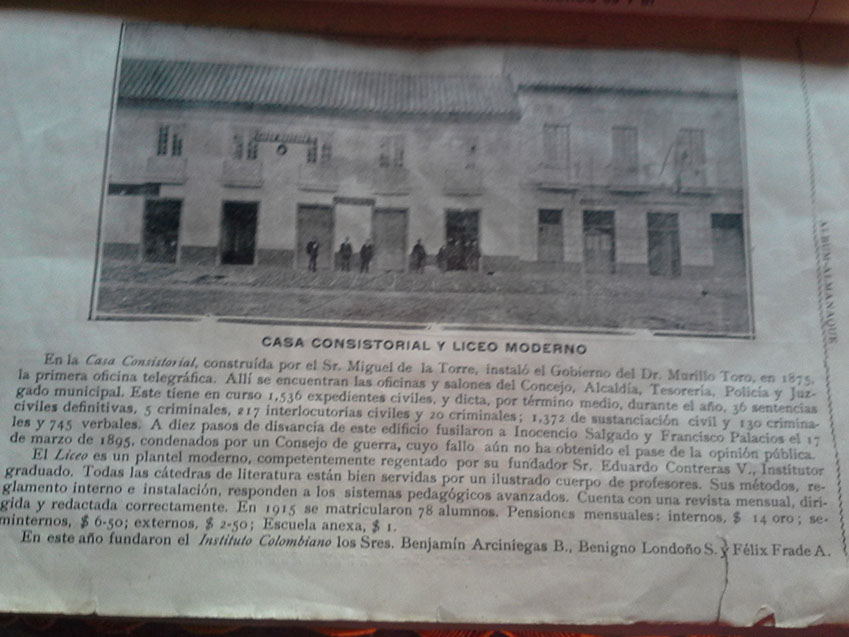 CASA CONSISTORIAL Y LICEO MODERNO
En la Casa Consistorial, construída por el Sr. Miguel de la Torre, instaló el Gobierno del Dr. Murillo Toro, en 1875,
la primera oficina telegráfica. Allí se encuentran las oficinas y salones del Concejo, Alcaldía, Tesorería, Policía y Juz-
gado municipal. Este tiene en curso 1,536 expedientes civiles, y dicta, por término medio, durante el año, 36 sentencias
civiles definitivas, 5 criminales, 217 interlocutorias civiles y 20 criminales; 1,372 de sustanciación civil y 130 crimina-
les y 745 verbales. A diez pasos de distancia de este edificio fusilaron a Inocencio Salgado y Francisco Palacios el 17
de marzo de 1895, condenados por un Consejo de guerra, cuyo fallo aún no ha obtenido el pase de la opinión pública.
El Liceo es un plantel moderno, competentemente regentado por su fundador Sr. Eduardo Contreras V., Institutor
graduado. Todas las cátedras de literatura están bien servidas por un ilustrado cuerpo de profesores. Sus métodos, re-
glamento interno e instalación, responden a los sistemas pedagógicos avanzados. Cuenta con una revista mensual, diri-
gida y redactada correctamente. En 1915 se matricularon 78 alumnos. Pensiones mensuales: internos, $ 14 oro; se-
minternos, $ 6-50; externos, $ 2-50; Escuela anexa, $ 1.
En este año fundaron el Instituto Colombiano los Sres. Benjamín Arciniegas B., Benigno Londoño S. y Félix Frade A.
ALBUM-ALMANAQUE